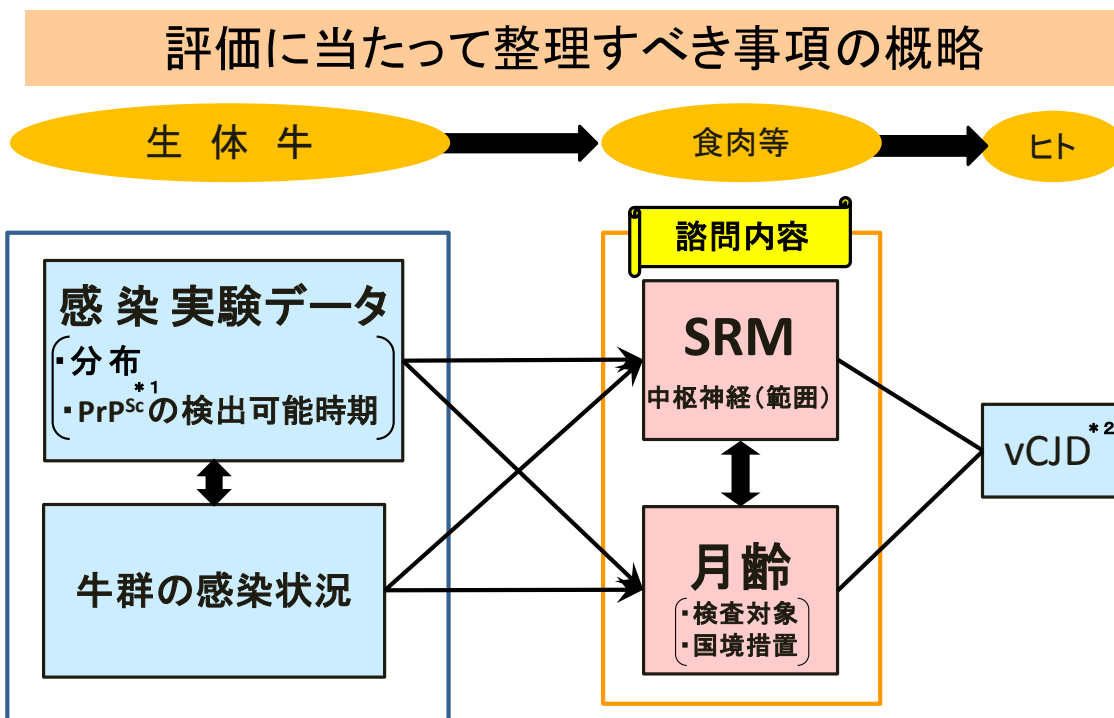 評価に当たって整理すべき事項の概略
生 体 牛
食肉等
ヒト
感 染 実験データ
・分 布
・PrPSc*1の検出可能時期
牛群の感染状況
諮問内容
SRM
中枢神経(範囲)
月齢
・検査対象
・国境措置
vCJD*2